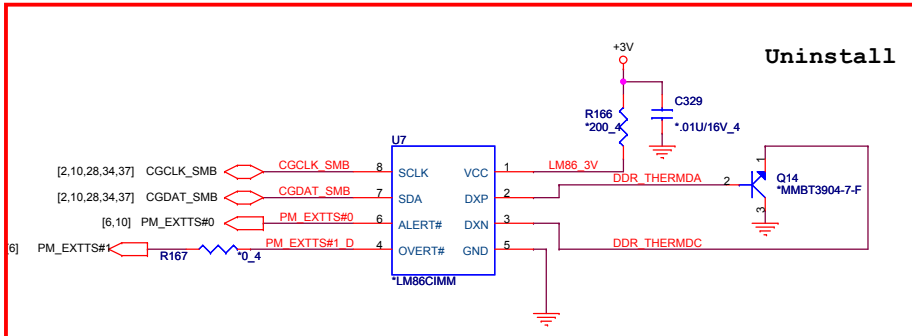 +3V
Uninstall
R166
*200_4
C329
*.01U/16V_4
U7
[2,10,28,34,37] CGCLK_SMB CGCLK_SMB 8 SCLK VCC 1 LM86_3V
[2,10,28,34,37] CGDAT_SMB CGDAT_SMB 7 SDA DXP 2 DDR_THERMDA 2
1
Q14
*MMBT3904-7-F
3
[6,10] PM_EXTTS#0 PM_EXTTS#0 6 ALERT# DXN 3 DDR_THERMDC
6] PM_EXTTS#1 R167 *0_4 PM_EXTTS#1_D 4 OVERT# GND 5
*LM86CIMM